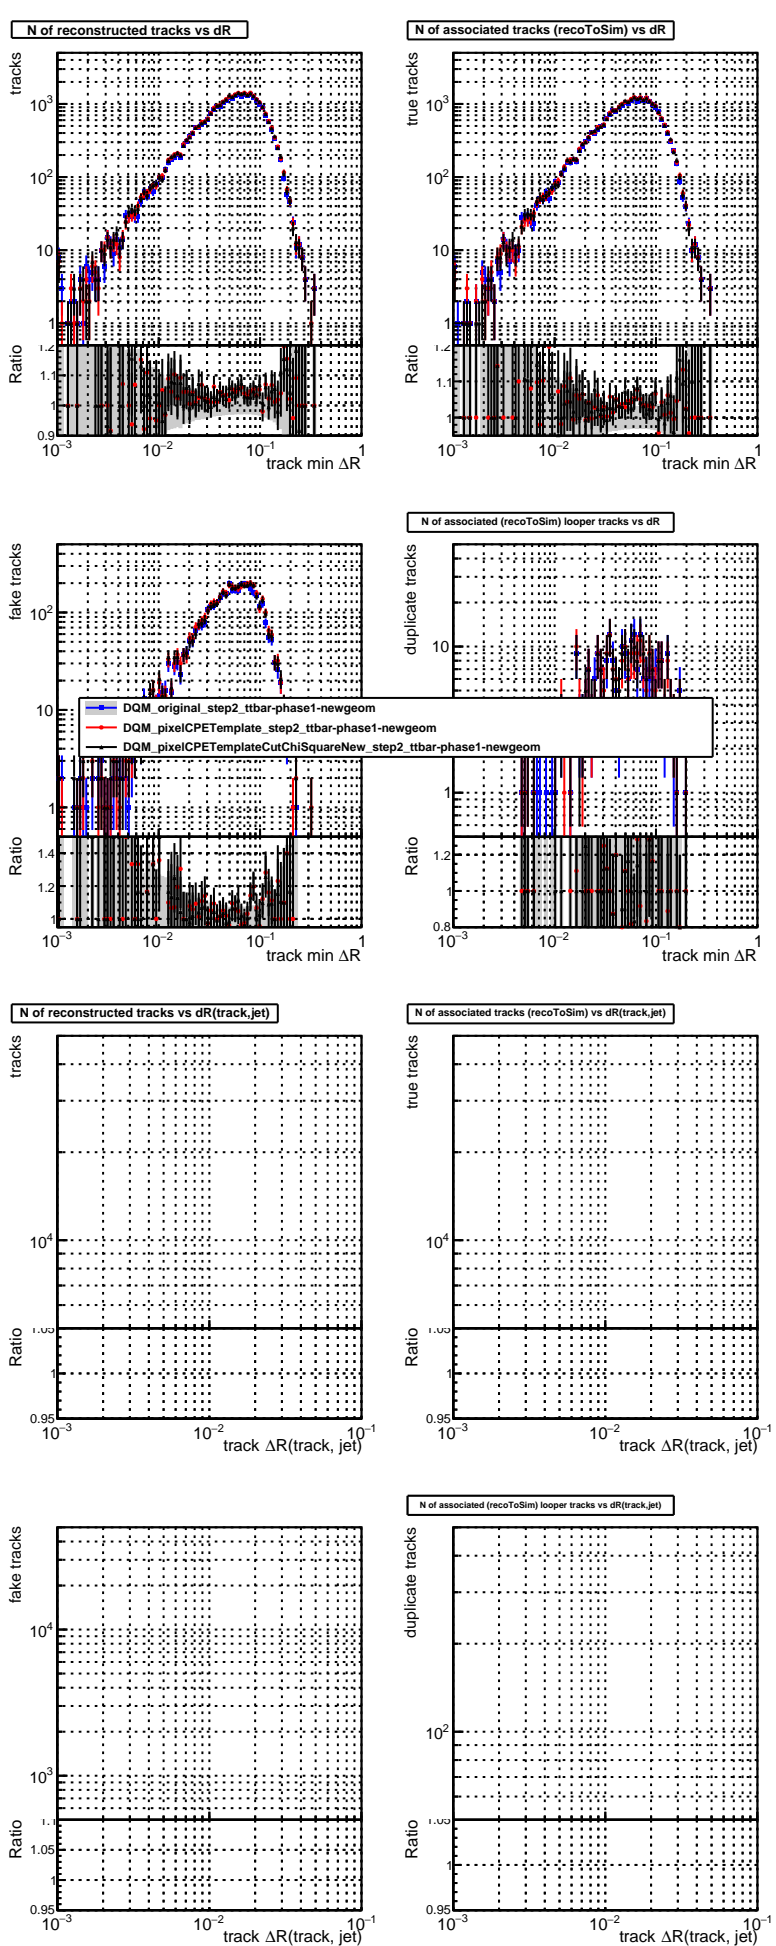 N of reconstructed tracks vs dR
N of associated tracks (recoToSim) vs dR
tracks
10³
10²
10
1
Ratio
1.2
1.1
1
0.9
10⁻³
10⁻²
10⁻¹
1
track min ΔR
true tracks
10³
10²
10
1
Ratio
1.2
1.1
1
10⁻³
10⁻²
10⁻¹
1
track min ΔR
N of associated (recoToSim) looper tracks vs dR
fake tracks
10²
10
1
Ratio
1.4
1.2
1
10⁻³
10⁻²
10⁻¹
1
track min ΔR
duplicate tracks
10
1
Ratio
1.2
1
0.8
10⁻³
10⁻²
10⁻¹
1
track min ΔR
DQM_original_step2_ttbar-phase1-newgeom
DQM_pixelCPETemplate_step2_ttbar-phase1-newgeom
DQM_pixelCPETemplateCutChiSquareNew_step2_ttbar-phase1-newgeom
N of reconstructed tracks vs dR(track,jet)
N of associated tracks (recoToSim) vs dR(track,jet)
tracks
10⁴
Ratio
1.05
1
0.95
10⁻³
10⁻²
10⁻¹
track ΔR(track, jet)
true tracks
10⁴
Ratio
1.05
1
0.95
10⁻³
10⁻²
10⁻¹
track ΔR(track, jet)
N of associated (recoToSim) looper tracks vs dR(track,jet)
fake tracks
10⁴
10³
Ratio
1.1
1.05
1
0.95
10⁻³
10⁻²
10⁻¹
track ΔR(track, jet)
duplicate tracks
10²
Ratio
1.05
1
0.95
10⁻³
10⁻²
10⁻¹
track ΔR(track, jet)